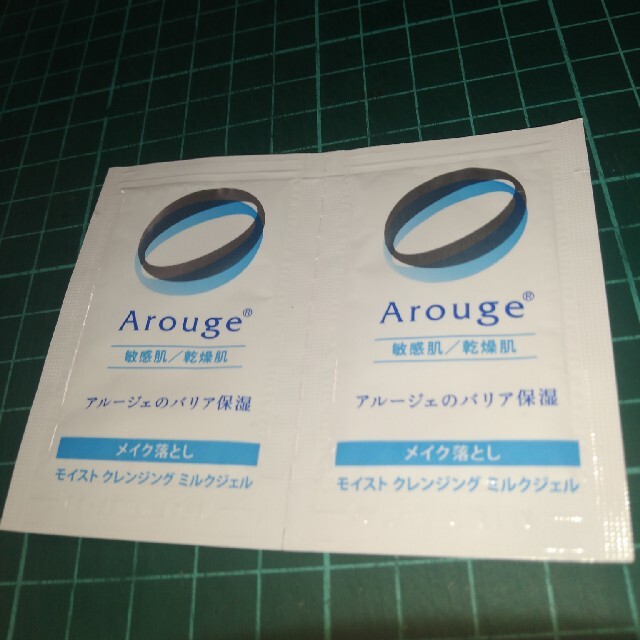 Arouge®
敏感肌/乾燥肌
アルージェのバリア保湿
メイク落とし
モイスト クレンジング ミルクジェル
Arouge®
敏感肌/乾燥肌
アルージェのバリア保湿
メイク落とし
モイスト クレンジング ミルクジェル